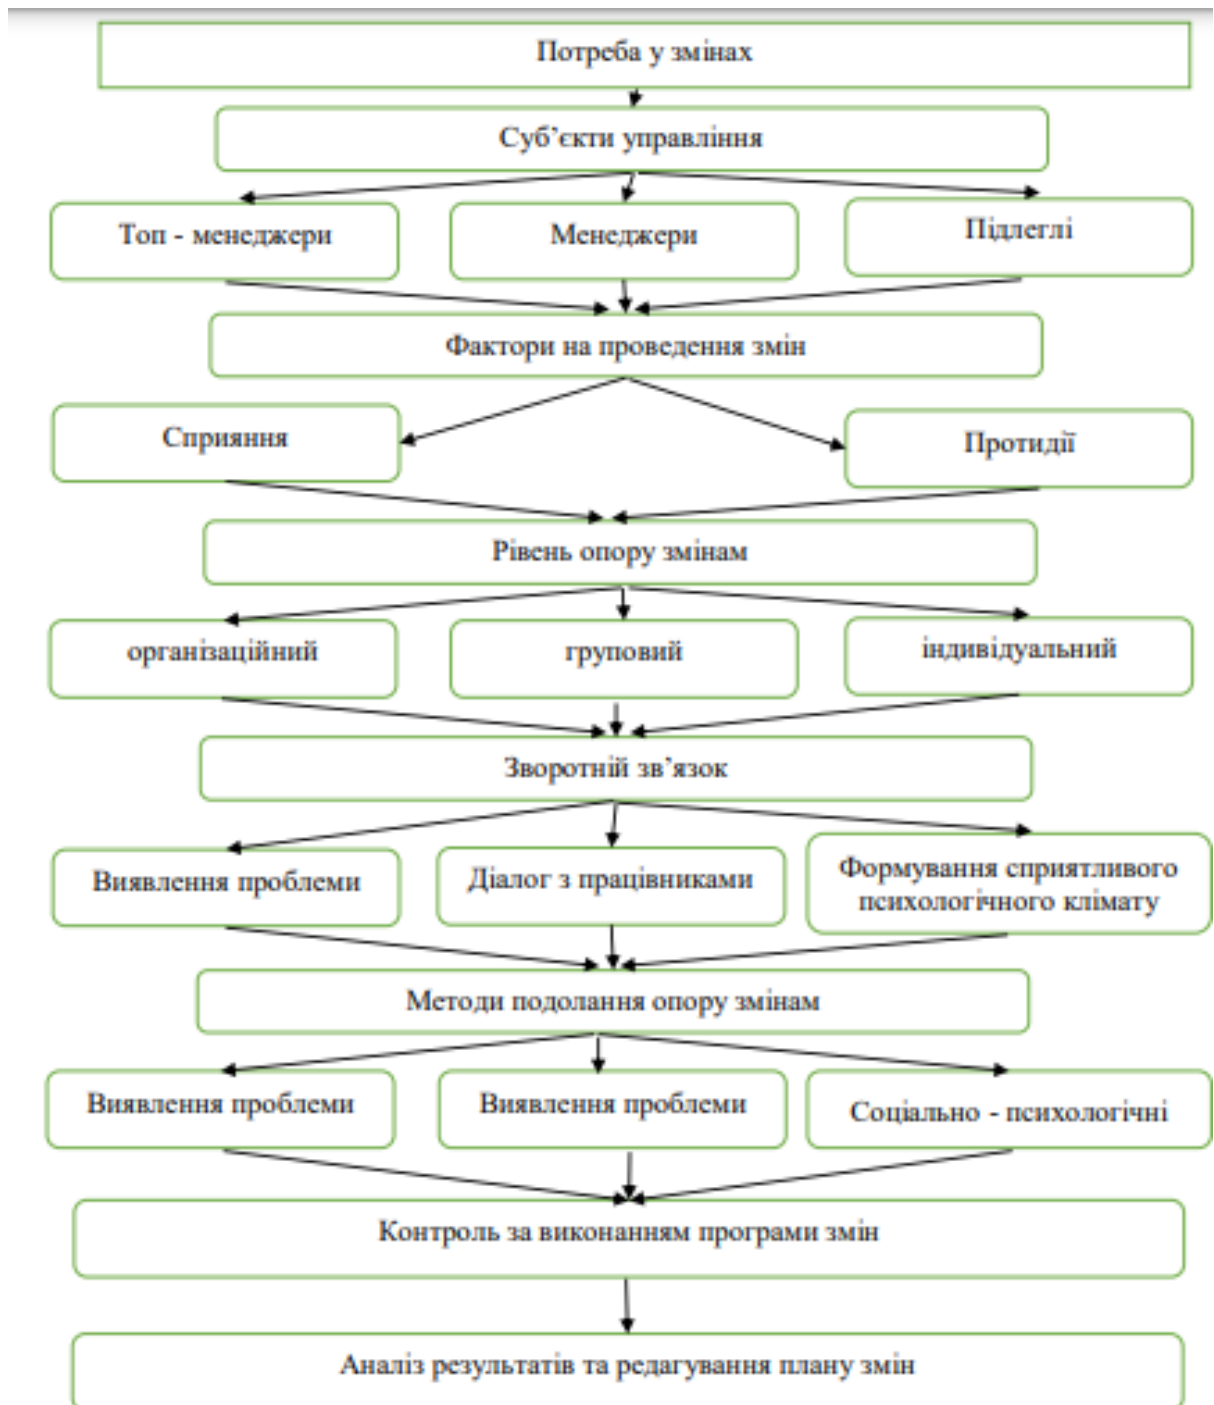 Потреба у змінах
Суб’єкти управління
Топ - менеджери
Менеджери
Підлеглі
Фактори на проведення змін
Сприяння
Протидії
Рівень опору змінам
організаційний
груповий
індивідуальний
Зворотній зв’язок
Виявлення проблеми
Діалог з працівниками
Формування сприятливого
психологічного клімату
Методи подолання опору змінам
Виявлення проблеми
Виявлення проблеми
Соціально - психологічні
Контроль за виконанням програми змін
Аналіз результатів та редагування плану змін